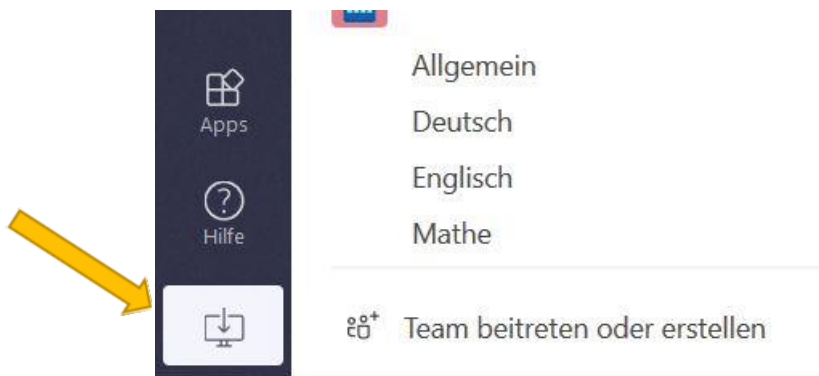 Apps
Hilfe
Allgemein
Deutsch
Englisch
Mathe
Team beitreten oder erstellen